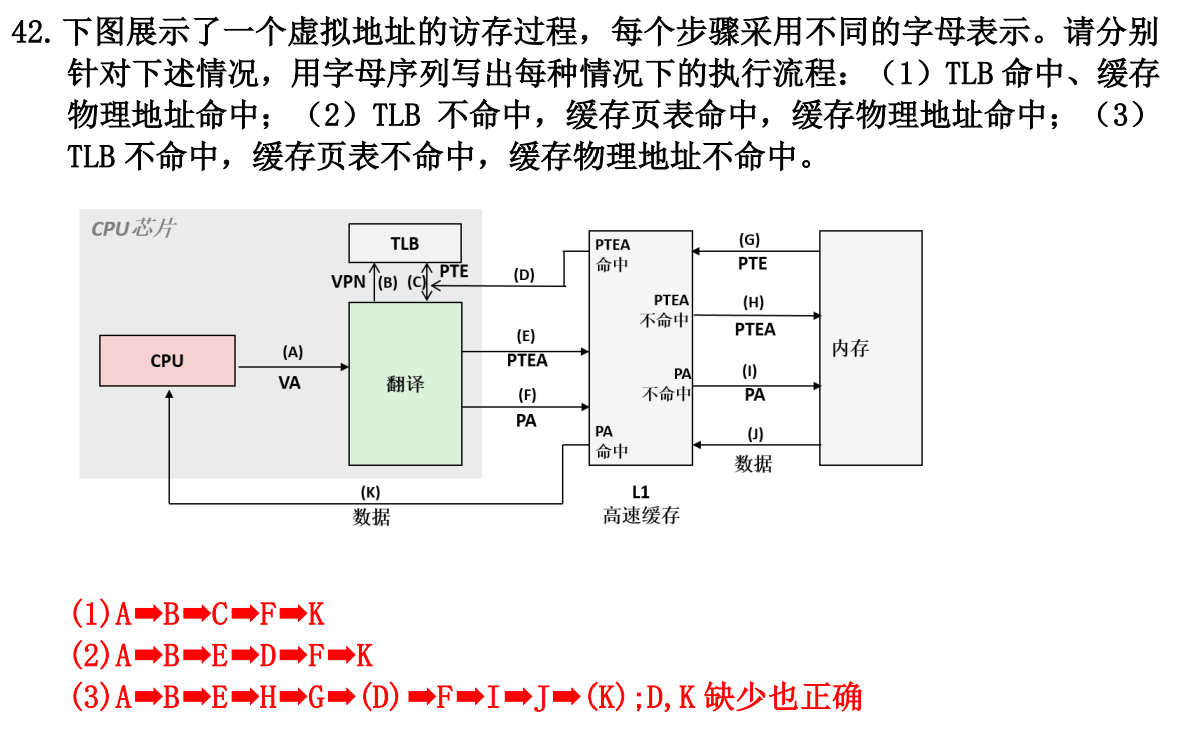 42. 下图展示了一个虚拟地址的访存过程，每个步骤采用不同的字母表示。请分别
针对下述情况，用字母序列写出每种情况下的执行流程：（1）TLB 命中、缓存
物理地址命中；（2）TLB 不命中，缓存页表命中，缓存物理地址命中；（3）
TLB 不命中，缓存页表不命中，缓存物理地址不命中。
CPU芯片
TLB
VPN
(B)
(C)
PTE
(D)
CPU
(A)
VA
翻译
(E)
PTEA
(F)
PA
PTEA
命中
PTEA
不命中
PA
不命中
PA
命中
(G)
PTE
(H)
PTEA
(I)
PA
(J)
数据
内存
(K)
数据
L1
高速缓存
(1)A➡B➡C➡F➡K
(2)A➡B➡E➡D➡F➡K
(3)A➡B➡E➡H➡G➡(D)➡F➡I➡J➡(K);D,K 缺少也正确